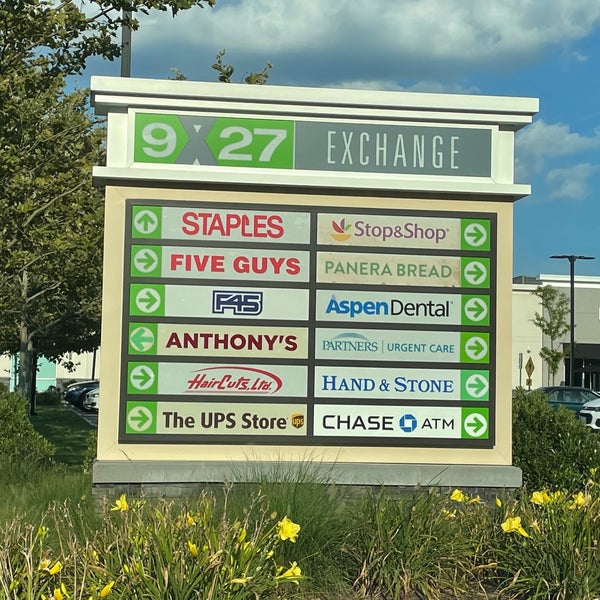 9X27 EXCHANGE
STAPLES
Stop&Shop
FIVE GUYS
PANERA BREAD
F45
AspenDental
ANTHONY'S
PARTNERS | URGENT CARE
HairCuts, Ltd.
HAND & STONE
The UPS Store ups
CHASE ATM